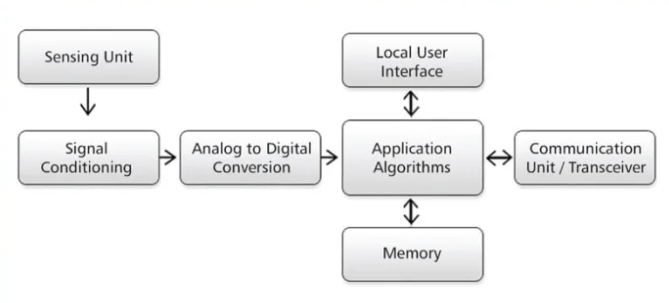 Sensing Unit
Local User
Interface
Signal
Conditioning
Analog to Digital
Conversion
Application
Algorithms
Communication
Unit / Transceiver
Memory